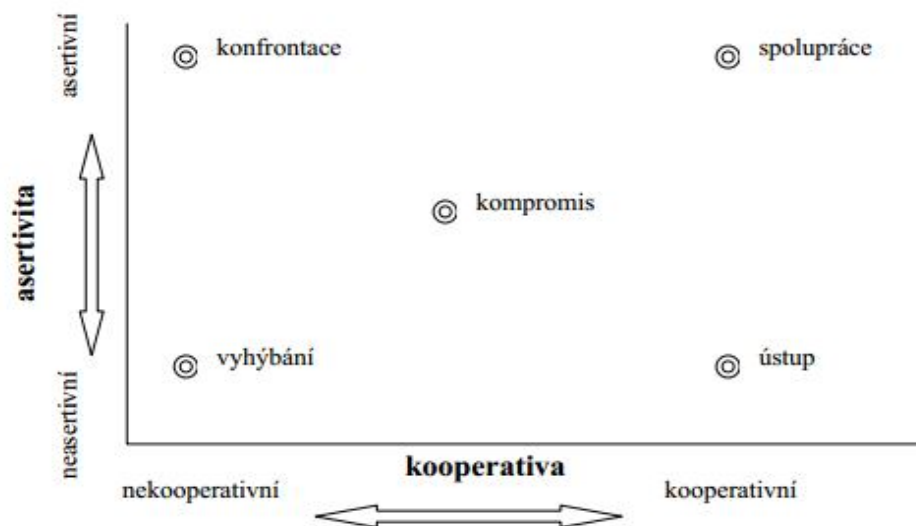 asertivní
konfrontace
spolupráce
asertivita
kompromis
vyhýbání
ústup
neasertivní
kooperativa
nekooperativní
kooperativní